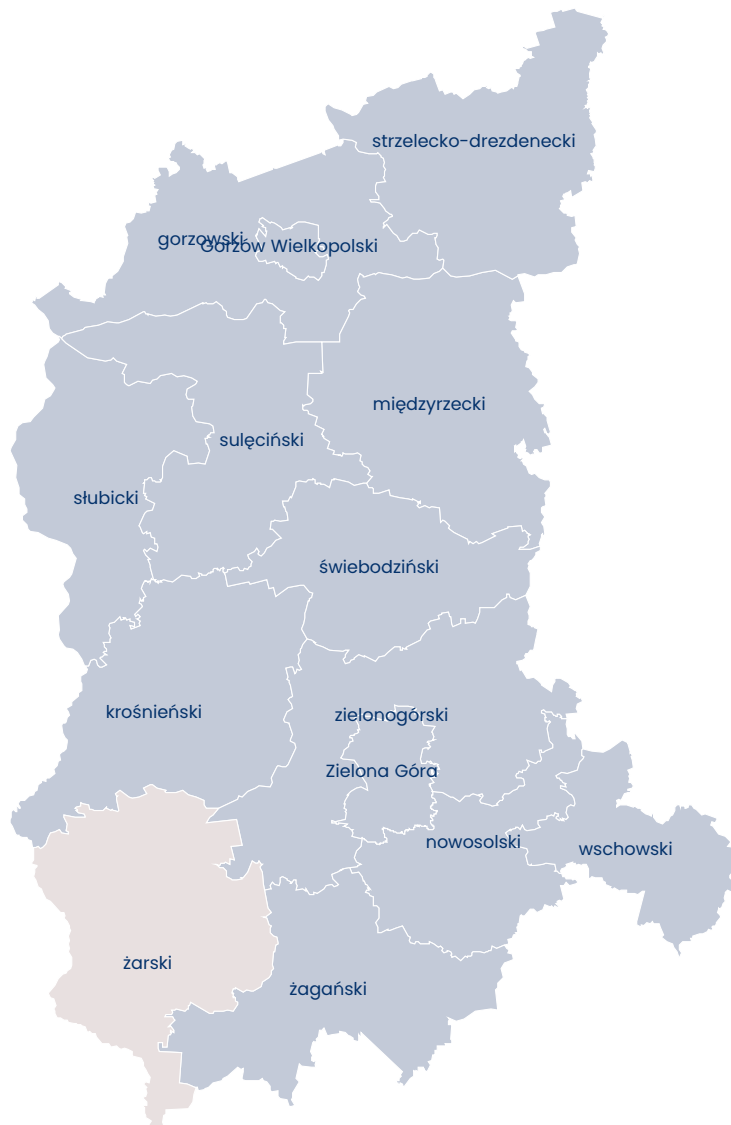 strzelecko-drezdenecki
gorzowski
Gorzów Wielkopolski
międzyrzecki
sulęciński
słubicki
świebodziński
krośnieński
zielonogórski
Zielona Góra
nowosolski
wschowski
żarski
żagański